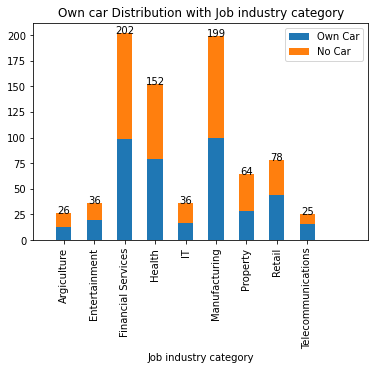 Own car Distribution with Job industry category
Own Car
No Car
200
175
150
125
100
75
50
25
0
26
36
202
152
36
199
64
78
25
Argiculture
Entertainment
Financial Services
Health
IT
Manufacturing
Property
Retail
Telecommunications
Job industry category